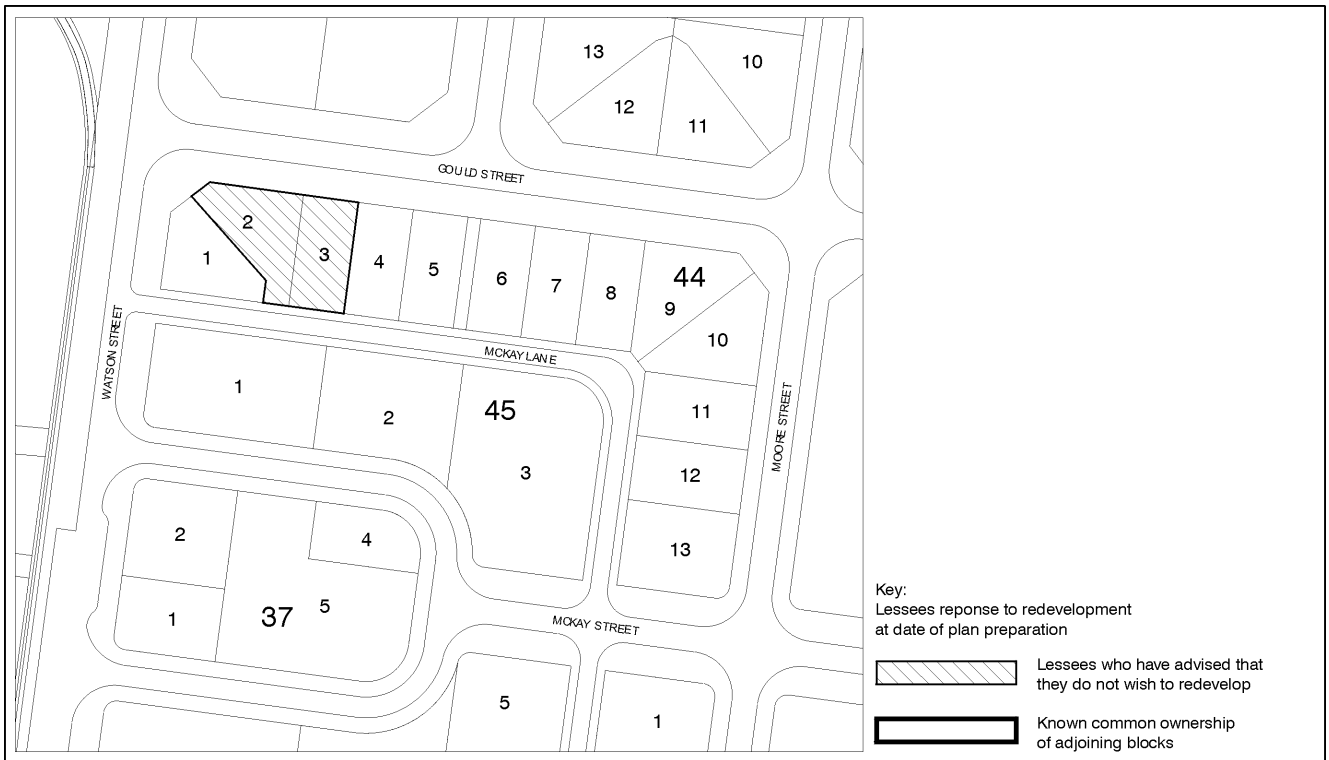 13
10
12
11
GOULD STREET
2
3
1
4
5
6
7
8
44
9
10
WATSON STREET
MCKAY LANE
1
2
45
3
11
12
13
MOORE STREET
2
4
1
37
5
MCKAY STREET
5
1
Key:
Lessees reponse to redevelopment
at date of plan preparation
Lessees who have advised that
they do not wish to redevelop
Known common ownership
of adjoining blocks